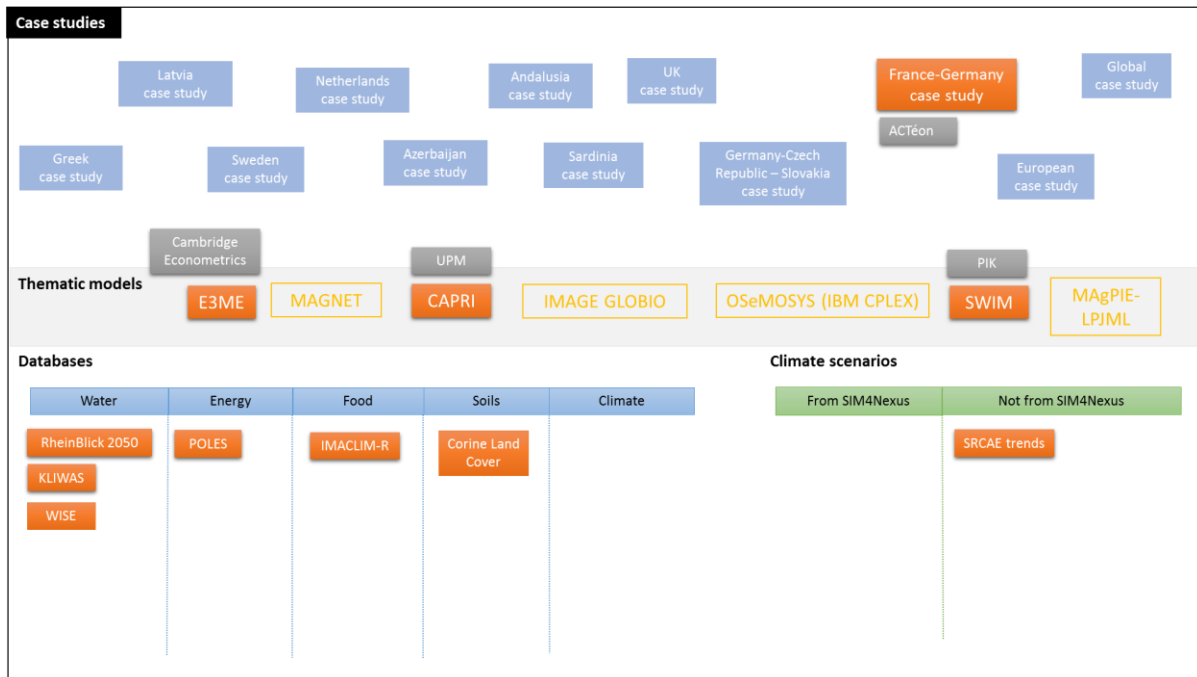 Case studies
Latvia
case study
Netherlands
case study
Andalusia
case study
UK
case study
France-Germany
case study
Global
case study
ACTéon
Greek
case study
Sweden
case study
Azerbaijan
case study
Sardinia
case study
Germany-Czech
Republic – Slovakia
case study
European
case study
Cambridge
Econometrics
UPM
PIK
Thematic models
E3ME
MAGNET
CAPRI
IMAGE GLOBIO
OSeMOSYS (IBM CPLEX)
SWIM
MAgPIE-
LPJML
Databases
Climate scenarios
Water
Energy
Food
Soils
Climate
From SIM4Nexus
Not from SIM4Nexus
RheinBlick 2050
POLES
IMACLIM-R
Corine Land
Cover
SRCAE trends
KLIWAS
WISE